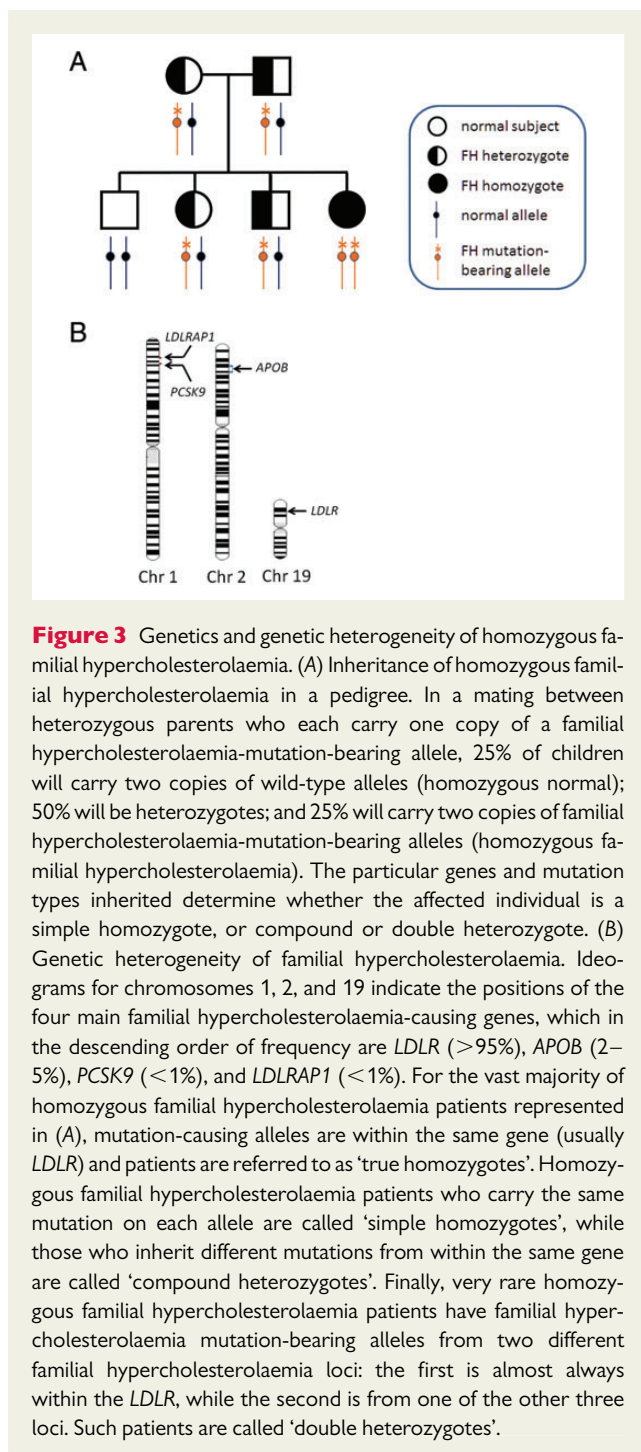 A
normal subject
FH heterozygote
FH homozygote
normal allele
FH mutation-
bearing allele
B
LDLRAP1
PCSK9
APOB
LDLR
Chr 1 Chr 2 Chr 19
Figure 3 Genetics and genetic heterogeneity of homozygous fa-
milial hypercholesterolaemia. (A) Inheritance of homozygous famil-
ial hypercholesterolaemia in a pedigree. In a mating between
heterozygous parents who each carry one copy of a familial
hypercholesterolaemia-mutation-bearing allele, 25% of children
will carry two copies of wild-type alleles (homozygous normal);
50% will be heterozygotes; and 25% will carry two copies of familial
hypercholesterolaemia-mutation-bearing alleles (homozygous fa-
milial hypercholesterolaemia). The particular genes and mutation
types inherited determine whether the affected individual is a
simple homozygote, or compound or double heterozygote. (B)
Genetic heterogeneity of familial hypercholesterolaemia. Ideo-
grams for chromosomes 1, 2, and 19 indicate the positions of the
four main familial hypercholesterolaemia-causing genes, which in
the descending order of frequency are LDLR (>95%), APOB (2–
5%), PCSK9 (<1%), and LDLRAP1 (<1%). For the vast majority of
homozygous familial hypercholesterolaemia patients represented
in (A), mutation-causing alleles are within the same gene (usually
LDLR) and patients are referred to as ‘true homozygotes’. Homozy-
gous familial hypercholesterolaemia patients who carry the same
mutation on each allele are called ‘simple homozygotes’, while
those who inherit different mutations from within the same gene
are called ‘compound heterozygotes’. Finally, very rare homozy-
gous familial hypercholesterolaemia patients have familial hyper-
cholesterolaemia mutation-bearing alleles from two different
familial hypercholesterolaemia loci: the first is almost always
within the LDLR, while the second is from one of the other three
loci. Such patients are called ‘double heterozygotes’.